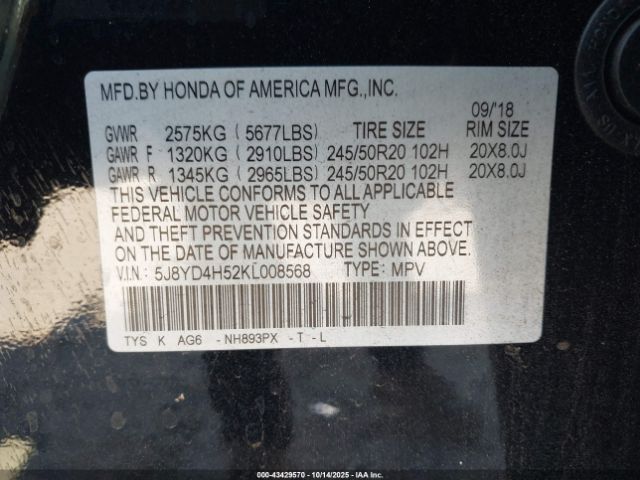 MFD.BY HONDA OF AMERICA MFG.,INC.
09/'18
GVWR 2575KG (5677LBS) TIRE SIZE RIM SIZE
GAWR F 1320KG (2910LBS) 245/50R20 102H 20X8.0J
GAWR R 1345KG (2965LBS) 245/50R20 102H 20X8.0J
THIS VEHICLE CONFORMS TO ALL APPLICABLE
FEDERAL MOTOR VEHICLE SAFETY
AND THEFT PREVENTION STANDARDS IN EFFECT
ON THE DATE OF MANUFACTURE SHOWN ABOVE.
V.I.N: 5J8YD4H52KL008568 TYPE: MPV
TYS K AG6 -NH893PX -T -L
000-43429570 | 10/14/2025 | IAA Inc.